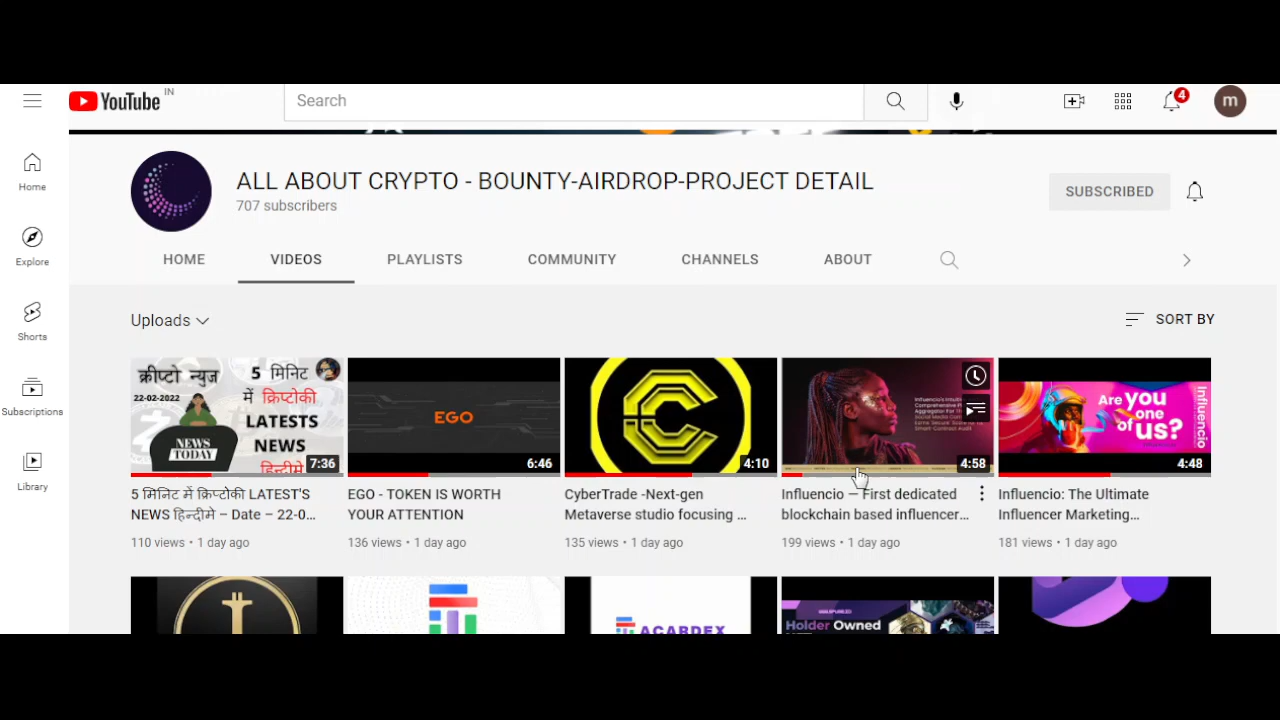 YouTube IN
Search
4
m
Home
Explore
Shorts
Subscriptions
Library
ALL ABOUT CRYPTO - BOUNTY-AIRDROP-PROJECT DETAIL
707 subscribers
SUBSCRIBED
HOME VIDEOS PLAYLISTS COMMUNITY CHANNELS ABOUT
Uploads
SORT BY
क्रीप्टो न्युज
22-02-2022
5 मिनिट
में क्रिप्टोकी
LATESTS
NEWS
हिन्दीमे
NEWS
TODAY
7:36
5 मिनिट में क्रिप्टोकी LATEST'S
NEWS हिन्दीमे – Date – 22-0...
110 views • 1 day ago
EGO
6:46
EGO - TOKEN IS WORTH
YOUR ATTENTION
136 views • 1 day ago
4:10
CyberTrade -Next-gen
Metaverse studio focusing ...
135 views • 1 day ago
4:58
Influencio – First dedicated
blockchain based influencer...
199 views • 1 day ago
Are you
one
of us?
Influencio
4:48
Influencio: The Ultimate
Influencer Marketing...
181 views • 1 day ago
ACARDEX
Holder Owned